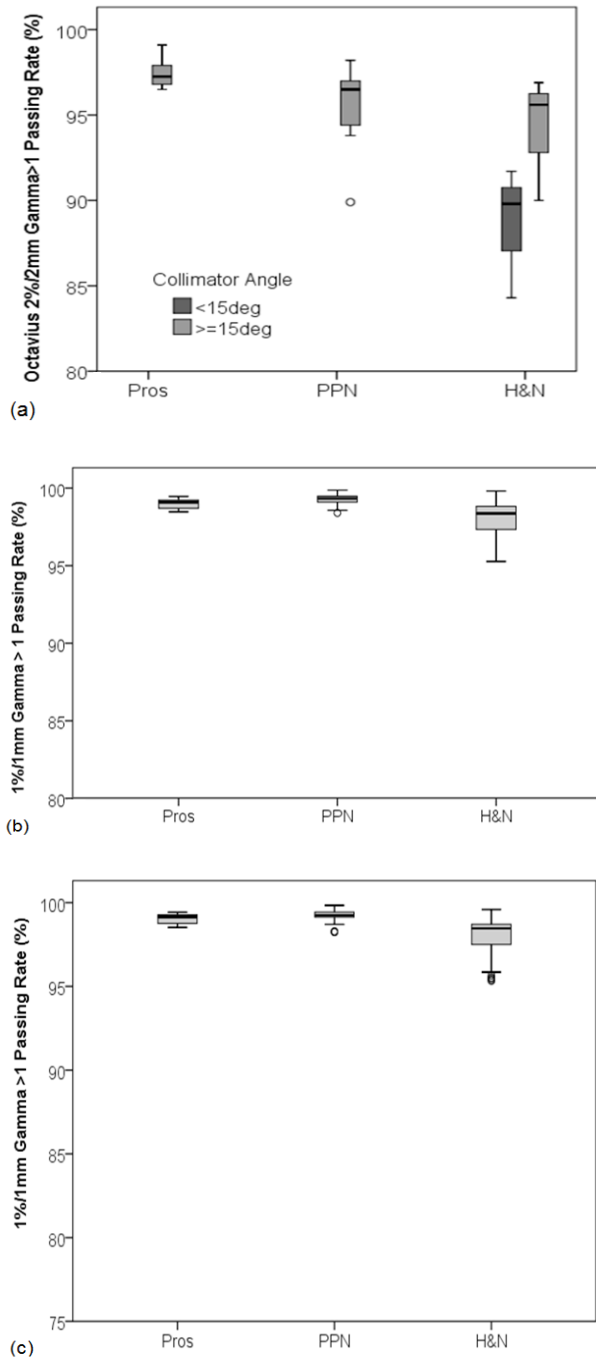 Octavius 2%/2mm Gamma>1 Passing Rate (%)
100
95
90
85
80
Collimator Angle
<15deg
>=15deg
Pros PPN H&N
(a)
1%/1mm Gamma > 1 Passing Rate (%)
100
95
90
85
80
Pros PPN H&N
(b)
1%/1mm Gamma >1 Passing Rate (%)
100
95
90
85
80
75
Pros PPN H&N
(c)